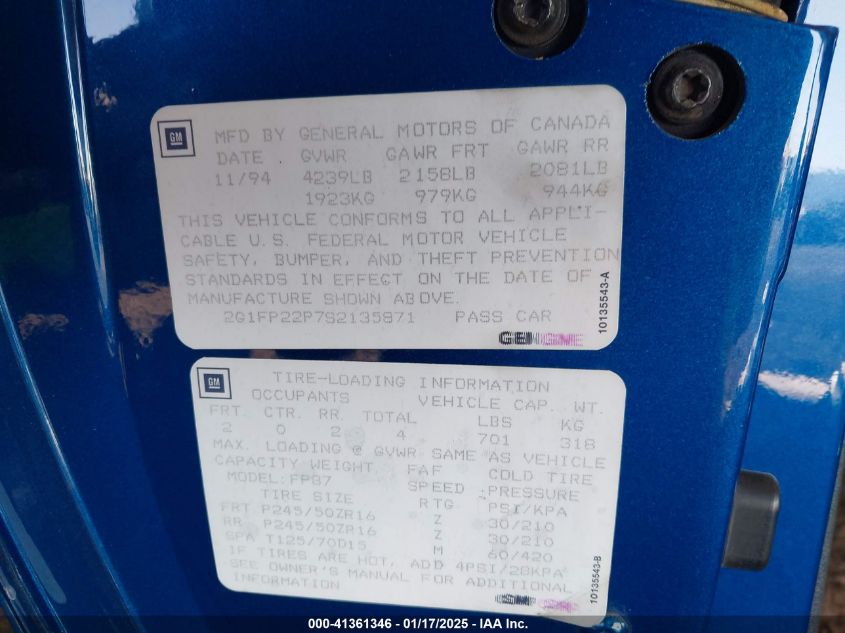 GM
MFD BY GENERAL MOTORS OF CANADA
DATE GVWR GAWR FRT GAWR RR
11/94 4239LB 2158LB 2081LB
1923KG 979KG 944KG
THIS VEHICLE CONFORMS TO ALL APPLI-
CABLE U.S. FEDERAL MOTOR VEHICLE
SAFETY, BUMPER, AND THEFT PREVENTION
STANDARDS IN EFFECT ON THE DATE OF
MANUFACTURE SHOWN ABOVE.
2G1FP22P7S2135871 PASS CAR
10135543-A
GM
TIRE-LOADING INFORMATION
OCCUPANTS VEHICLE CAP. WT.
FRT. CTR. RR. TOTAL LBS KG
2 0 2 4 701 318
MAX. LOADING @ GVWR SAME AS VEHICLE
CAPACITY WEIGHT. FAF COLD TIRE
MODEL:FP87 SPEED PRESSURE
TIRE SIZE RTG PSI/KPA
FRT P245/50ZR16 Z 30/210
RR P245/50ZR16 Z 30/210
SPA T125/70D15 M 60/420
IF TIRES ARE HOT, ADD 4PSI/28KPA
SEE OWNER'S MANUAL FOR ADDITIONAL
INFORMATION
10135543-B
000-41361346 / 01/17/2025 - IAA Inc.